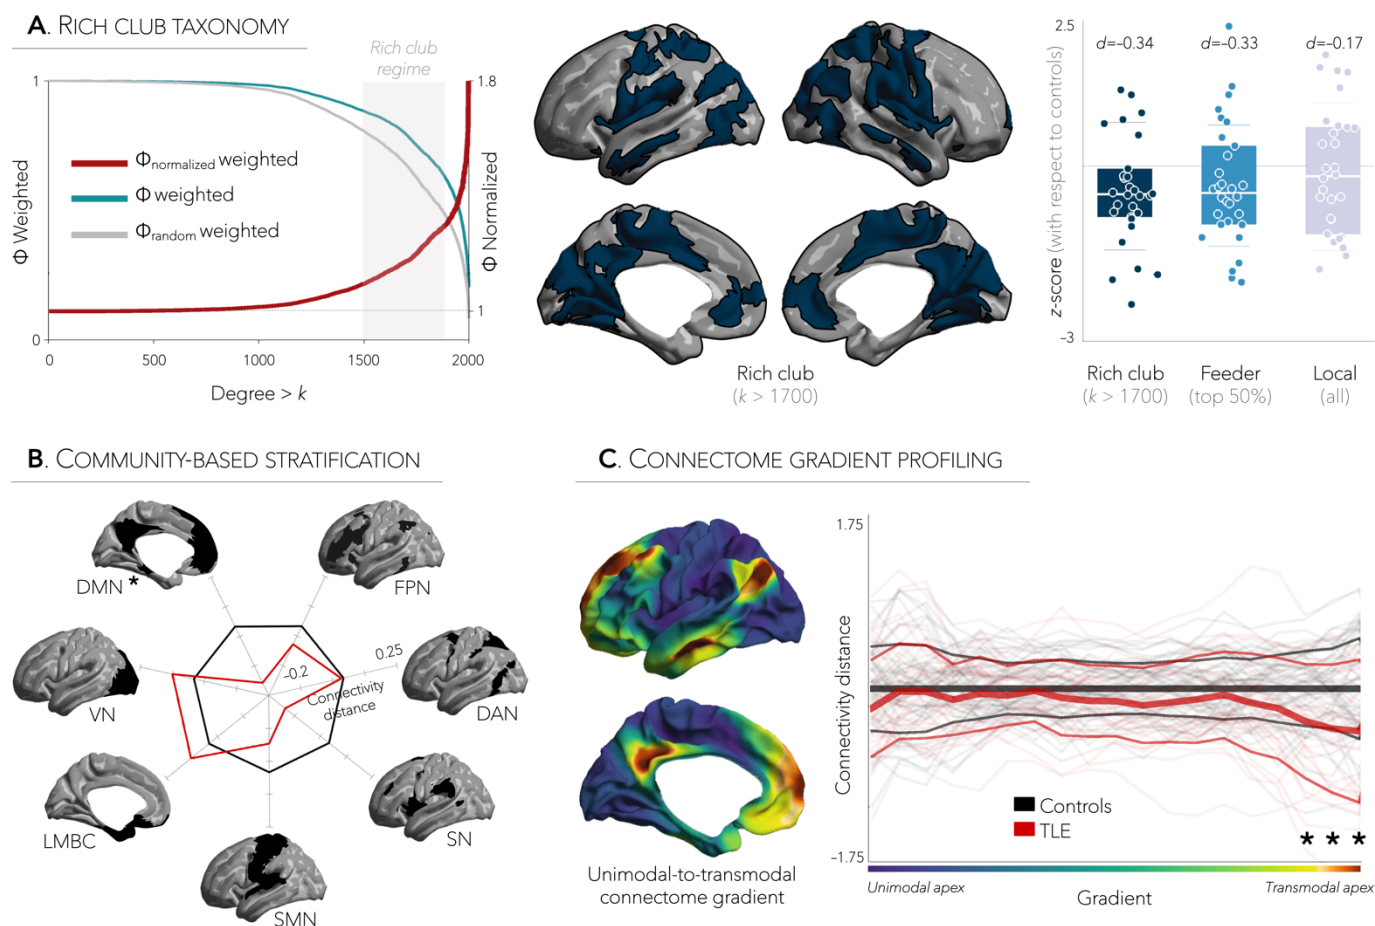 A. RICH CLUB TAXONOMY
Rich club
regime
1
1.8
Φnormalized weighted
Φ weighted
Φrandom weighted
Φ Weighted
Φ Normalized
0
1
0
500
1000
1500
2000
Degree > k
Rich club
(k > 1700)
2.5
d=-0.34
d=-0.33
d=-0.17
z-score (with respect to controls)
-3
Rich club
(k > 1700)
Feeder
(top 50%)
Local
(all)
B. COMMUNITY-BASED STRATIFICATION
DMN *
FPN
0.25
-0.2
Connectivity
distance
VN
DAN
LMBC
SN
SMN
C. CONNECTOME GRADIENT PROFILING
Unimodal-to-transmodal
connectome gradient
1.75
Connectivity distance
Controls
TLE
* * *
-1.75
Unimodal apex
Transmodal apex
Gradient